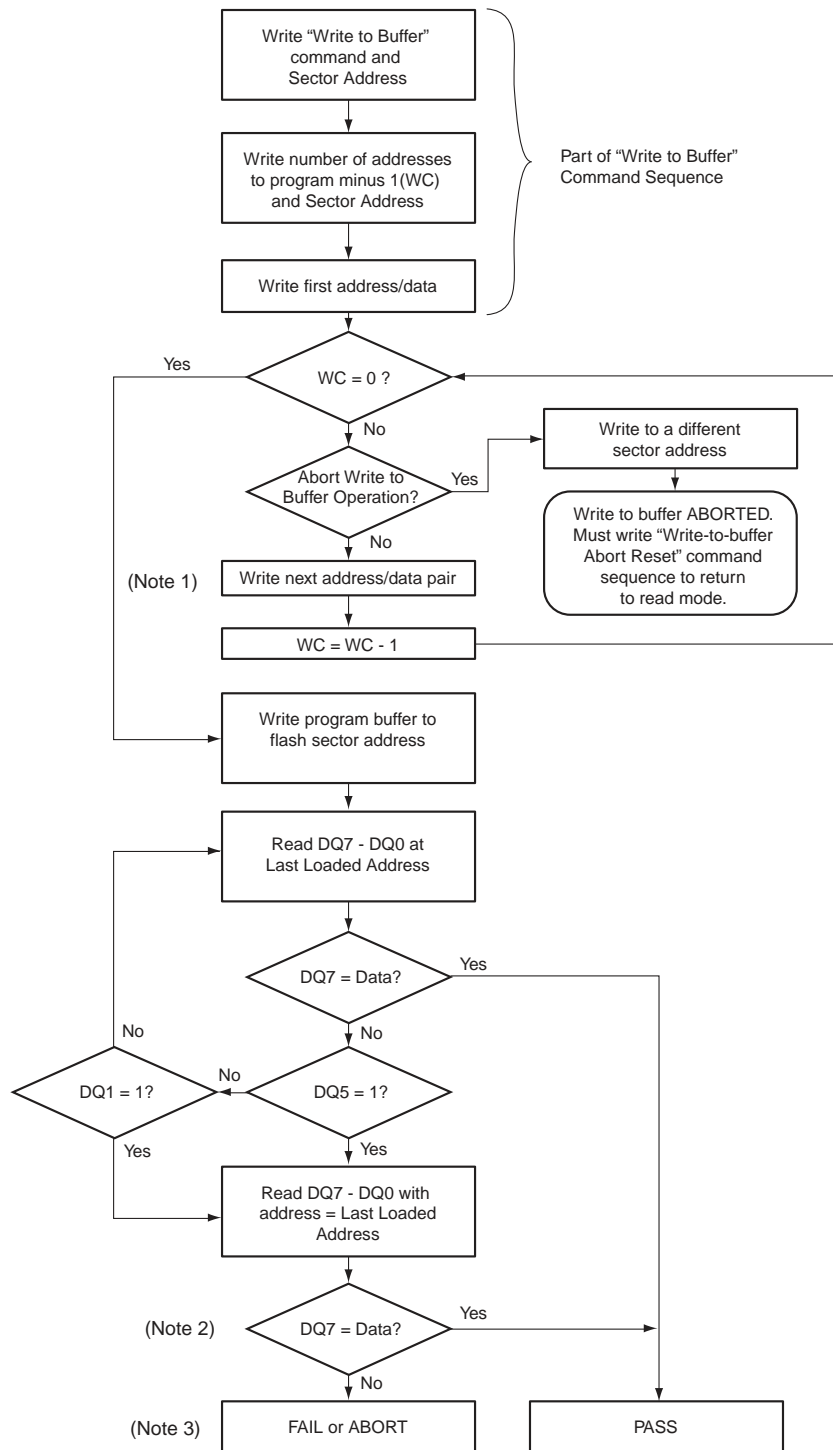 Write “Write to Buffer”
command and
Sector Address
Write number of addresses
to program minus 1(WC)
and Sector Address
Part of “Write to Buffer”
Command Sequence
Write first address/data
Yes
WC = 0 ?
No
Abort Write to
Buffer Operation?
Yes
Write to a different
sector address
Write to buffer ABORTED.
Must write “Write-to-buffer
Abort Reset” command
sequence to return
to read mode.
No
(Note 1)
Write next address/data pair
WC = WC - 1
Write program buffer to
flash sector address
Read DQ7 - DQ0 at
Last Loaded Address
DQ7 = Data?
Yes
No
No
DQ1 = 1?
No
DQ5 = 1?
Yes
Yes
Read DQ7 - DQ0 with
address = Last Loaded
Address
(Note 2)
DQ7 = Data?
Yes
No
(Note 3)
FAIL or ABORT
PASS